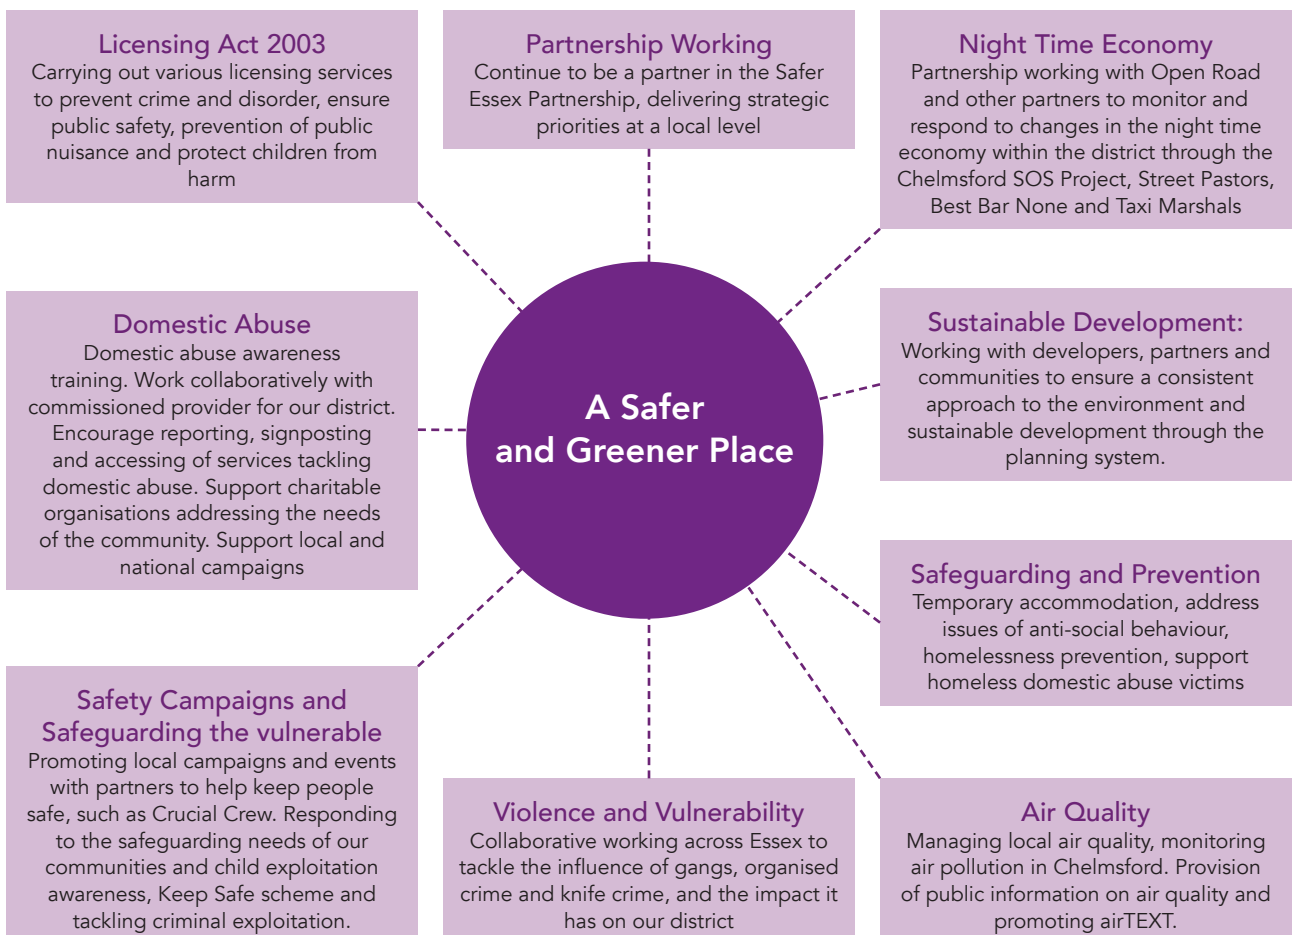 Licensing Act 2003
Carrying out various licensing services
to prevent crime and disorder, ensure
public safety, prevention of public
nuisance and protect children from
harm
Partnership Working
Continue to be a partner in the Safer
Essex Partnership, delivering strategic
priorities at a local level
Night Time Economy
Partnership working with Open Road
and other partners to monitor and
respond to changes in the night time
economy within the district through the
Chelmsford SOS Project, Street Pastors,
Best Bar None and Taxi Marshals
Domestic Abuse
Domestic abuse awareness
training. Work collaboratively with
commissioned provider for our district.
Encourage reporting, signposting
and accessing of services tackling
domestic abuse. Support charitable
organisations addressing the needs
of the community. Support local and
national campaigns
A Safer
and Greener Place
Sustainable Development:
Working with developers, partners and
communities to ensure a consistent
approach to the environment and
sustainable development through the
planning system.
Safeguarding and Prevention
Temporary accommodation, address
issues of anti-social behaviour,
homelessness prevention, support
homeless domestic abuse victims
Safety Campaigns and
Safeguarding the vulnerable
Promoting local campaigns and events
with partners to help keep people
safe, such as Crucial Crew. Responding
to the safeguarding needs of our
communities and child exploitation
awareness, Keep Safe scheme and
tackling criminal exploitation.
Violence and Vulnerability
Collaborative working across Essex to
tackle the influence of gangs, organised
crime and knife crime, and the impact it
has on our district
Air Quality
Managing local air quality, monitoring
air pollution in Chelmsford. Provision
of public information on air quality and
promoting airTEXT.